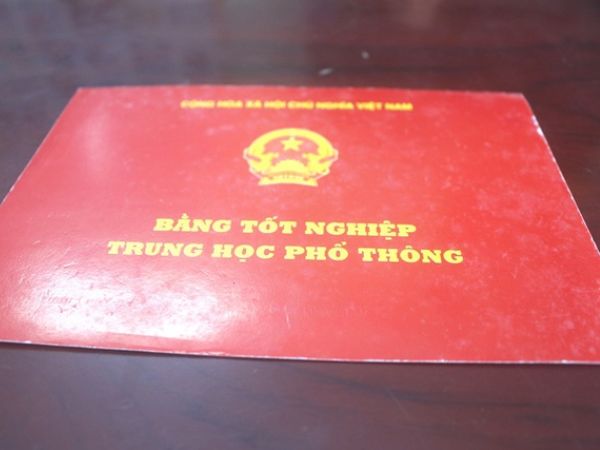 CỘNG HÒA XÃ HỘI CHỦ NGHĨA VIỆT NAM
BẰNG TỐT NGHIỆP
TRUNG HỌC PHỔ THÔNG